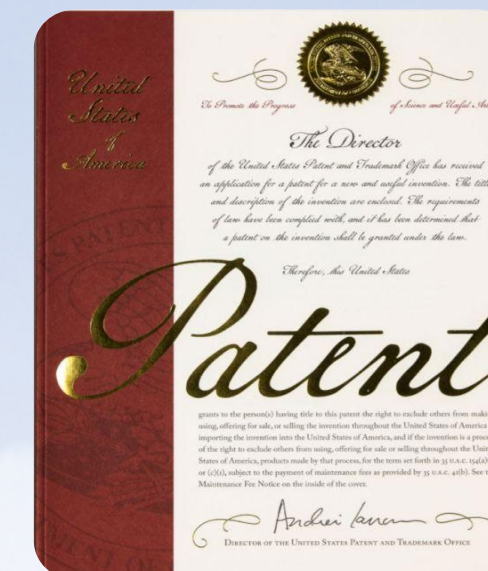 United
States
of
America
To Promote the Progress
of Science and Useful
The Director
of the United States Patent and Trademark Office has received
an application for a patent for a new and useful invention. The title
and description of the invention are enclosed. The requirements
of law have been complied with, and it has been determined that
a patent on the invention shall be granted under the law.
Therefore, this United States
Patent
grants to the person(s) having title to this patent the right to exclude others from making,
using, offering for sale, or selling the invention throughout the United States of America
importing the invention into the United States of America, and if the invention is a
of the right to exclude others from using, offering for sale or selling throughout the
States of America, products made by that process, for the term set forth in 35 U.S.C. 154(a)
or (c)(1), subject to the payment of maintenance fees as provided by 35 U.S.C. 41(b). See
Maintenance Fee Notice on the inside of the cover.
Andrei Iancu
DIRECTOR OF THE UNITED STATES PATENT AND TRADEMARK OFFICE